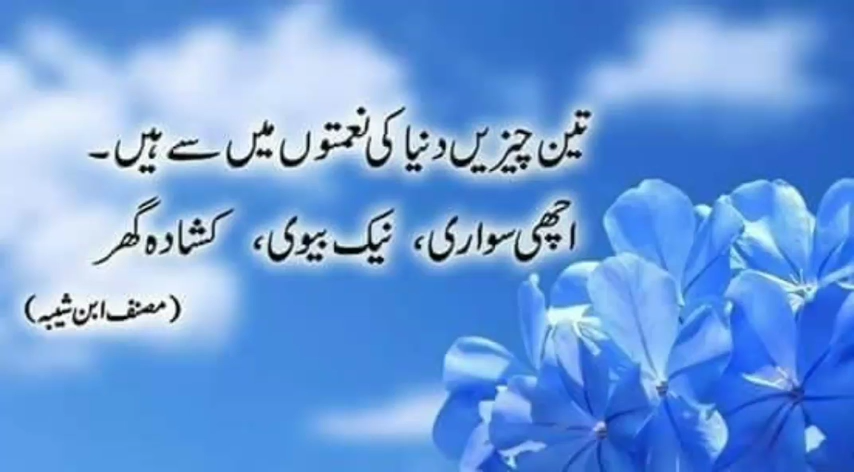 تین چیزیں دنیا کی نعمتوں میں سے ہیں۔
اچھی سواری، نیک بیوی، کشادہ گھر
(مصنف ابن شیبہ)